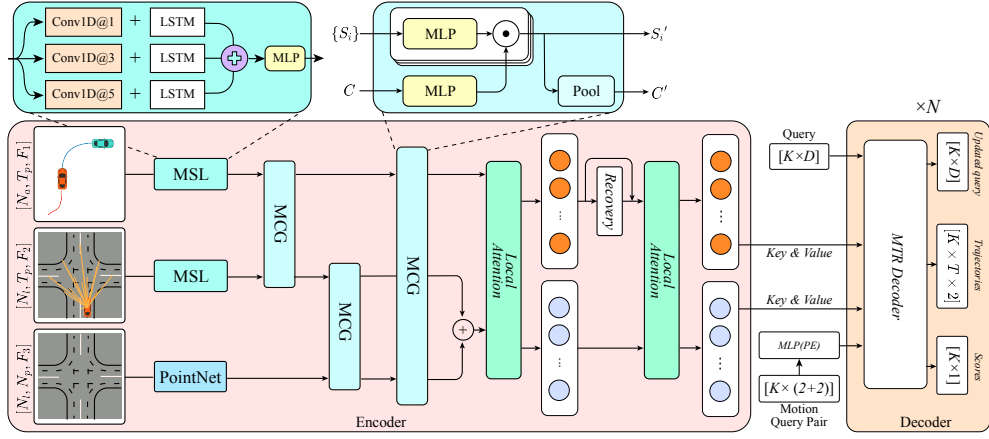 Conv1D@1 + LSTM
Conv1D@3 + LSTM
Conv1D@5 + LSTM
MLP
{S_i}
MLP
S_i'
C
MLP
Pool
C'
×N
[N_a, T_p, F_1]
MSL
MCG
MCG
Local
Attention
...
...
Recovery
Local
Attention
...
...
Query
[K×D]
Key & Value
Key & Value
MTR Decoder
[K×D]
Updated query
[K × T × 2]
Trajectories
[K×1]
Scores
[N_l, T_p, F_2]
MSL
MCG
+
...
...
[N_l, N_p, F_3]
PointNet
MLP(PE)
[K× (2+2)]
Motion
Query Pair
Encoder
Decoder